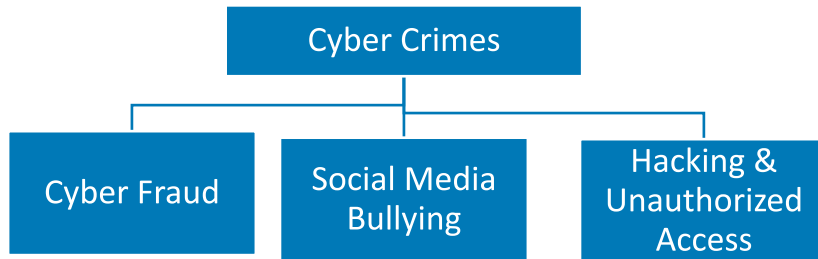 Cyber Crimes
Cyber Fraud
Social Media
Bullying
Hacking &
Unauthorized
Access